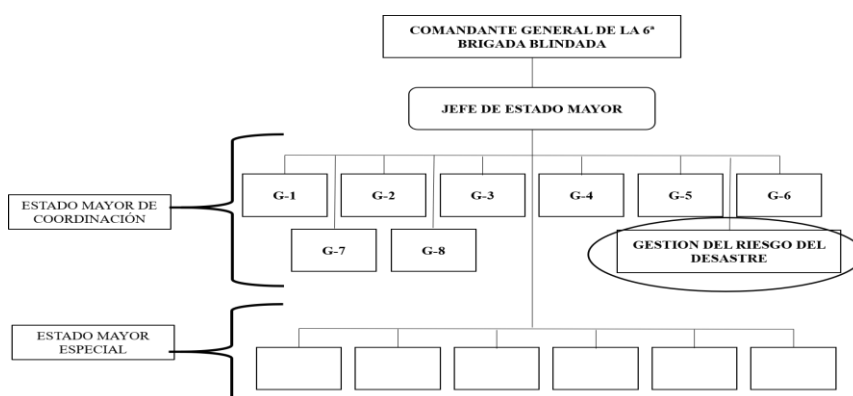 COMANDANTE GENERAL DE LA 6ª
BRIGADA BLINDADA
JEFE DE ESTADO MAYOR
ESTADO MAYOR DE
COORDINACIÓN
G-1
G-2
G-3
G-4
G-5
G-6
G-7
G-8
GESTION DEL RIESGO DEL
DESASTRE
ESTADO MAYOR
ESPECIAL